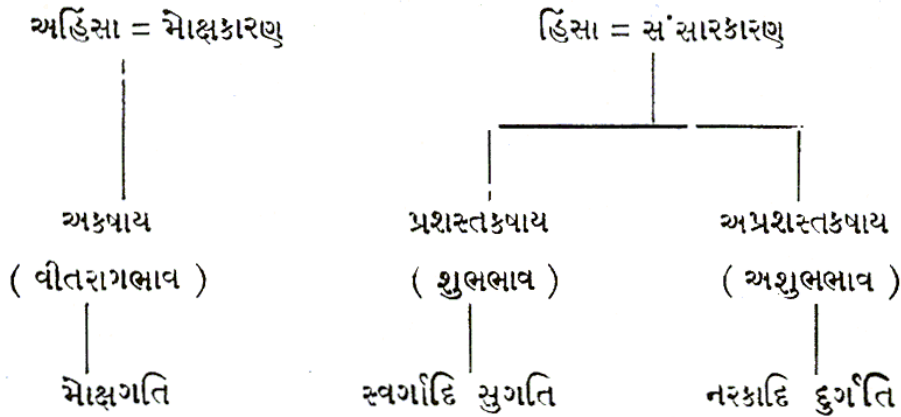 અહિંસા = મોક્ષકારણ હિંસા = સંસારકારણ
અકષાય પ્રશસ્તકષાય અપ્રશસ્તકષાય
( વીતરાગભાવ ) ( શુભભાવ ) ( અશુભભાવ )
મોક્ષગતિ સ્વર્ગાદિ સુગતિ નરકાદિ દુર્ગતિ